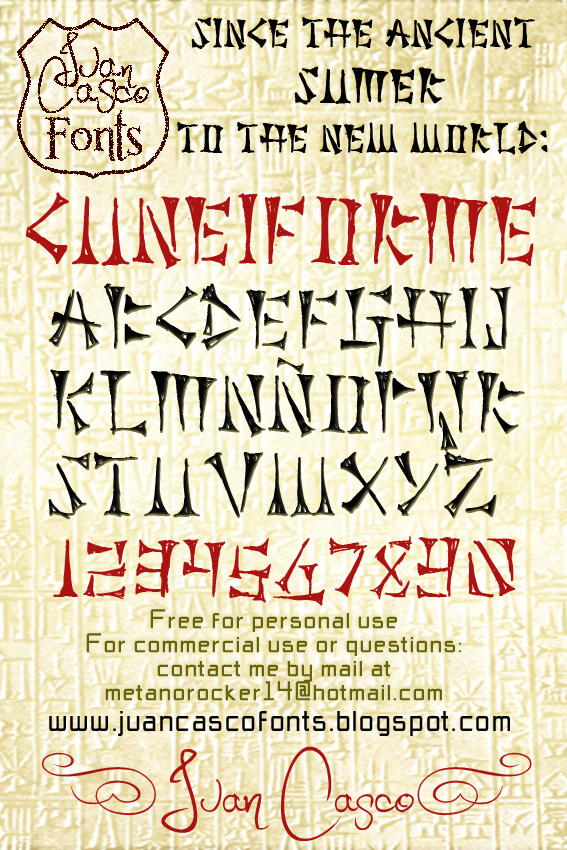 Juan
Casco
Fonts
SINCE THE ANCIENT
SUMER
TO THE NEW WORLD:
CUNEIFORME
ABCDEFGHIJ
KLMNÑOPQR
STUVWXYZ
1234567890
Free for personal use
For commercial use or questions:
contact me by mail at
metanorocker14@hotmail.com
www.juancascofonts.blogspot.com
Juan Casco